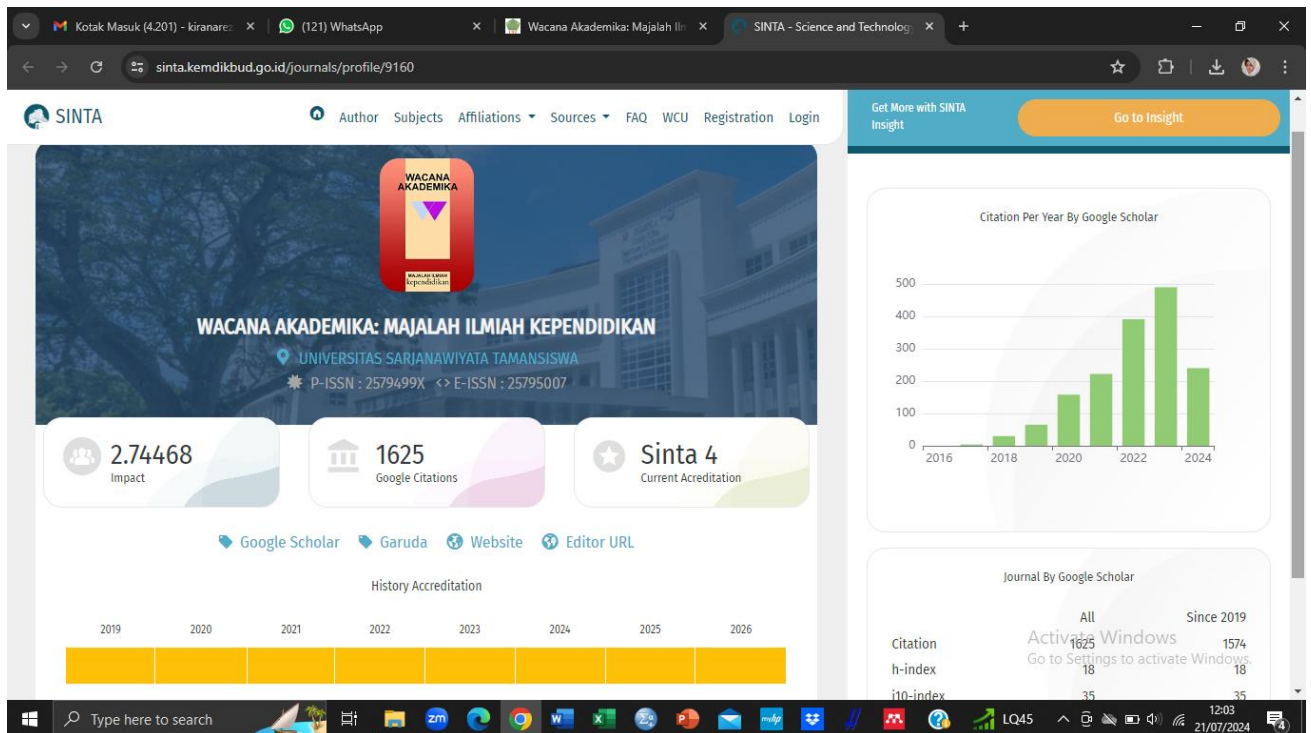 Kotak Masuk (4.201) - kiranarez
(121) WhatsApp
Wacana Akademika: Majalah Iln
SINTA - Science and Technolog
sinta.kemdikbud.go.id/journals/profile/9160
SINTA
Author Subjects Affiliations Sources FAQ WCU Registration Login
Get More with SINTA
Insight
Go to Insight
WACANA
AKADEMIKA
MAJALAH ILMIAH
kependidikan
WACANA AKADEMIKA: MAJALAH ILMIAH KEPENDIDIKAN
UNIVERSITAS SARJANAWIYATA TAMANSISWA
P-ISSN : 2579499X <> E-ISSN : 25795007
2.74468
Impact
1625
Google Citations
Sinta 4
Current Acreditation
Google Scholar Garuda Website Editor URL
History Accreditation
2019 2020 2021 2022 2023 2024 2025 2026
Citation Per Year By Google Scholar
500
400
300
200
100
0
2016 2018 2020 2022 2024
Journal By Google Scholar
All Since 2019
Citation 1625 1574
h-index 18 18
i10-index 35 35
Activate Windows
Go to Settings to activate Windows.
Type here to search
zm
mybp
LQ45
12:03
21/07/2024
4